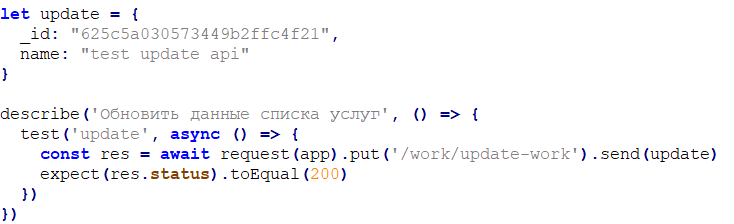 let update = {
  _id: "625c5a030573449b2ffc4f21",
  name: "test update api"
}
describe('Обновить данные списка услуг', () => {
  test('update', async () => {
    const res = await request(app).put('/work/update-work').send(update)
    expect(res.status).toEqual(200)
  })
})